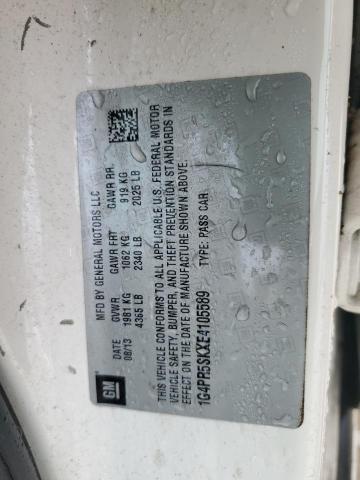 MFD BY GENERAL MOTORS LLC
DATE GVWR GAWR FRT GAWR RR
08/13 1981 KG 1062 KG 919 KG
4365 LB 2340 LB 2025 LB
THIS VEHICLE CONFORMS TO ALL APPLICABLE U.S. FEDERAL MOTOR
VEHICLE SAFETY, BUMPER, AND THEFT PREVENTION STANDARDS IN
EFFECT ON THE DATE OF MANUFACTURE SHOWN ABOVE.
1G4PR5SKXE4105589 TYPE: PASS CAR
GM